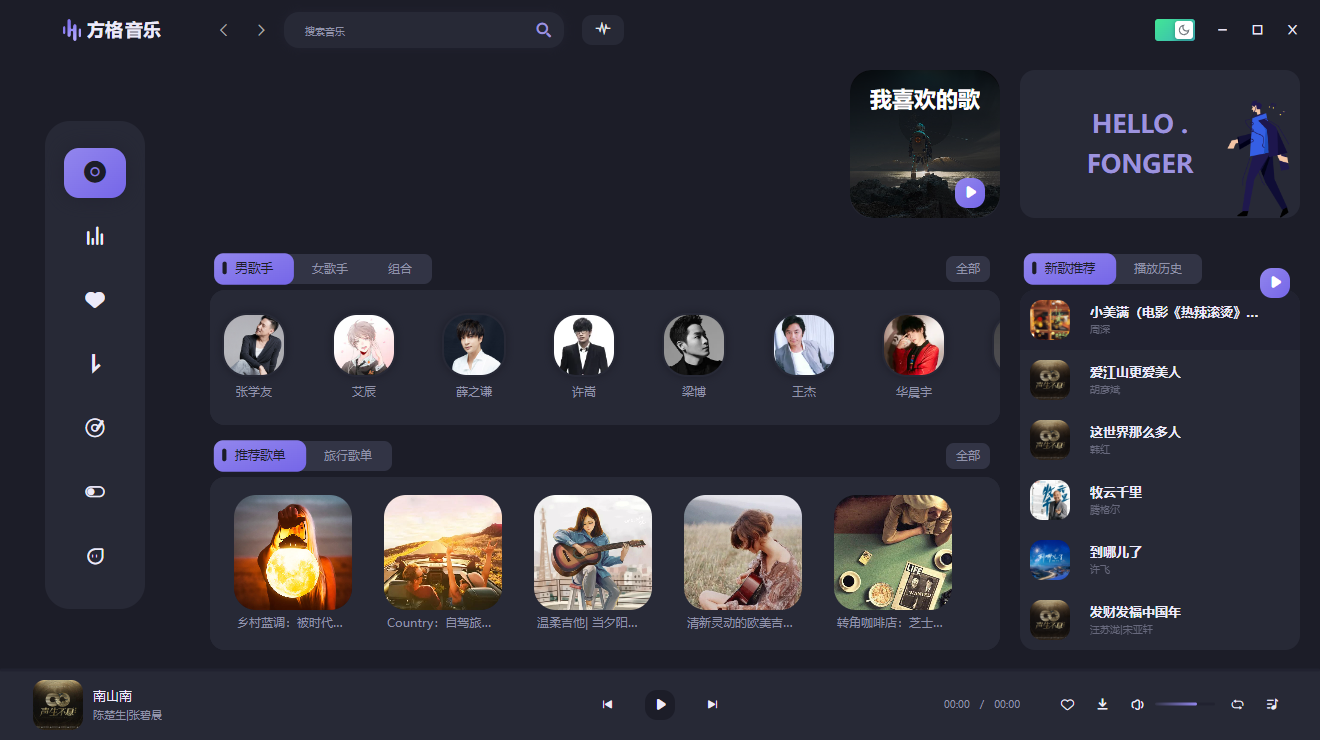 方格音乐
搜索音乐
我喜欢的歌
HELLO .
FONGER
男歌手
女歌手
组合
全部
张学友
艾辰
薛之谦
许嵩
梁博
王杰
华晨宇
推荐歌单
旅行歌单
全部
LIFE
乡村蓝调：被时代...
Country：自驾旅...
温柔吉他| 当夕阳...
清新灵动的欧美吉...
转角咖啡店：芝士...
新歌推荐
播放历史
小美满（电影《热辣滚烫》...
周深
爱江山更爱美人
胡彦斌
这世界那么多人
韩红
牧云千里
腾格尔
到哪儿了
许飞
发财发福中国年
汪苏泷|宋亚轩
声生不息
南山南
陈楚生|张碧晨
00:00 / 00:00